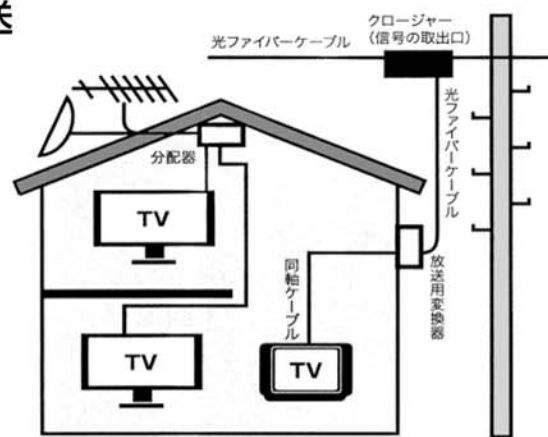 送
光ファイバーケーブル
クロージャー
(信号の取出口)
光ファイバーケーブル
分配器
TV
同軸ケーブル
放送用変換器
TV
TV